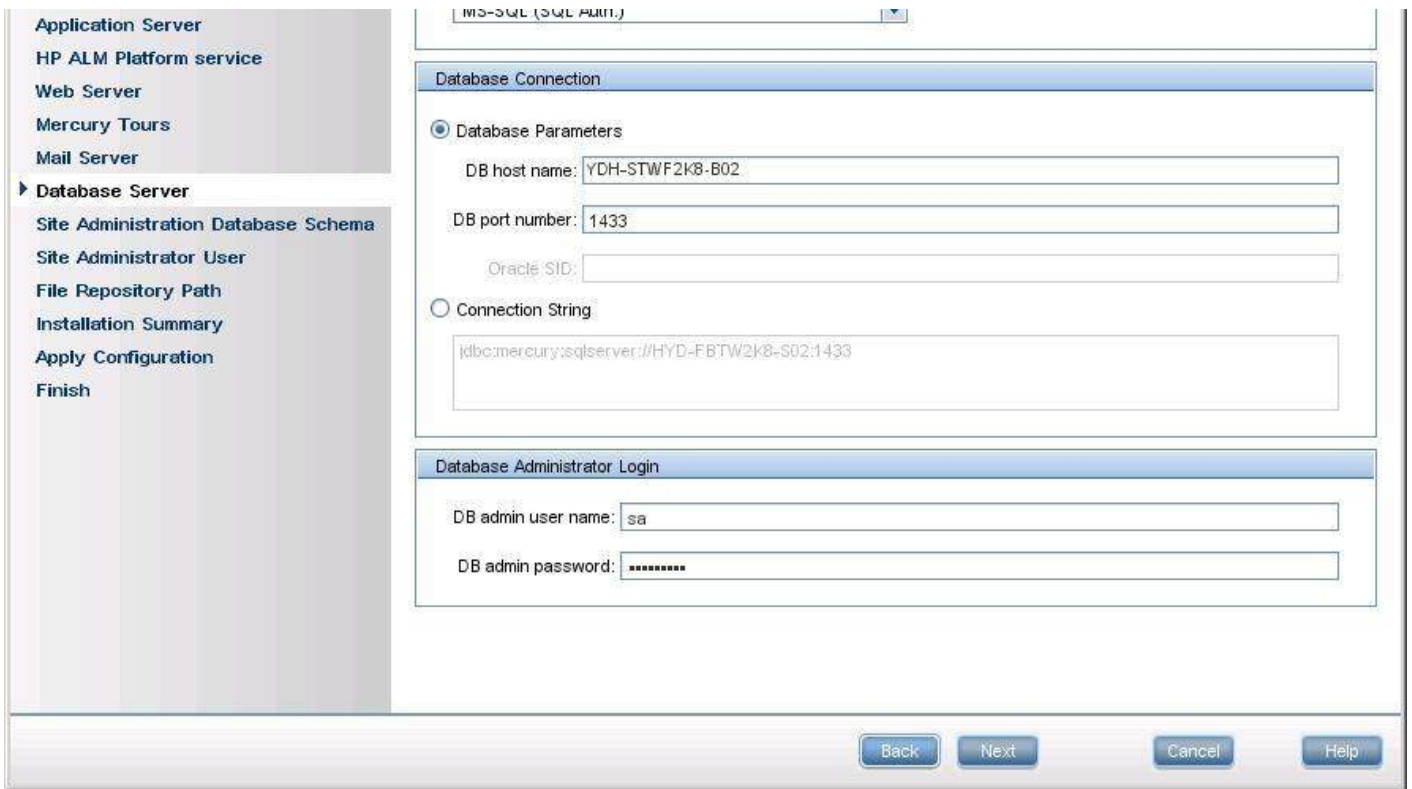 Application Server
HP ALM Platform service
Web Server
Mercury Tours
Mail Server
Database Server
Site Administration Database Schema
Site Administrator User
File Repository Path
Installation Summary
Apply Configuration
Finish
MS-SQL (SQL Auth.)
Database Connection
Database Parameters
DB host name: YDH-STWF2K8-B02
DB port number: 1433
Oracle SID:
Connection String
jdbc:mercury:sqlserver://HYD-FBTW2K8-S02:1433
Database Administrator Login
DB admin user name: sa
DB admin password: •••••••••
Back Next Cancel Help